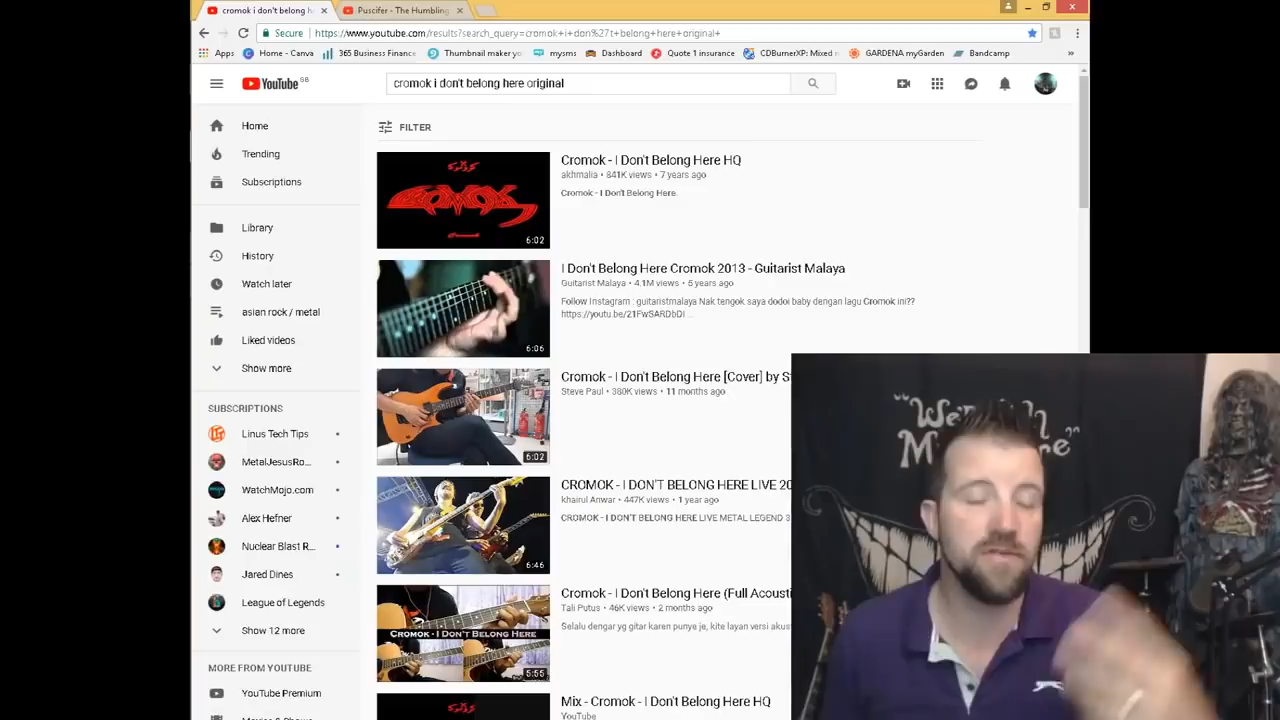 cromok i don't belong h
Puscifer - The Humbling
Secure
https://www.youtube.com/results?search_query=cromok+i+don%27t+belong+here+original+
Apps
Home - Canva
365 Business Finance
Thumbnail maker yo
mysms
Dashboard
Quote 1 insurance
CDBurnerXP: Mixed m
GARDENA myGarden
Bandcamp
YouTube GB
cromok i don't belong here original
Home
Trending
Subscriptions
Library
History
Watch later
asian rock / metal
Liked videos
Show more
SUBSCRIPTIONS
Linus Tech Tips
MetalJesusRo...
WatchMojo.com
Alex Hefner
Nuclear Blast R...
Jared Dines
League of Legends
Show 12 more
MORE FROM YOUTUBE
YouTube Premium
FILTER
CROMOK
6:02
Cromok - I Don't Belong Here HQ
akhmalia • 841K views • 7 years ago
Cromok - I Don't Belong Here.
6:06
I Don't Belong Here Cromok 2013 - Guitarist Malaya
Guitarist Malaya • 4.1M views • 5 years ago
Follow Instagram : guitaristmalaya Nak tengok saya dodoi baby dengan lagu Cromok ini??
https://youtu.be/21FwSARDbDI ...
6:02
Cromok - I Don't Belong Here [Cover] by St
Steve Paul • 380K views • 11 months ago
6:46
CROMOK - I DON'T BELONG HERE LIVE 20
khairul Anwar • 447K views • 1 year ago
CROMOK - I DON'T BELONG HERE LIVE METAL LEGEND 3
CROMOK - I DON'T BELONG HERE
5:55
Cromok - I Don't Belong Here (Full Acousti
Tali Putus • 46K views • 2 months ago
Selalu dengar yg gitar karen punye je, kite layan versi akus
Mix - Cromok - I Don't Belong Here HQ
YouTube